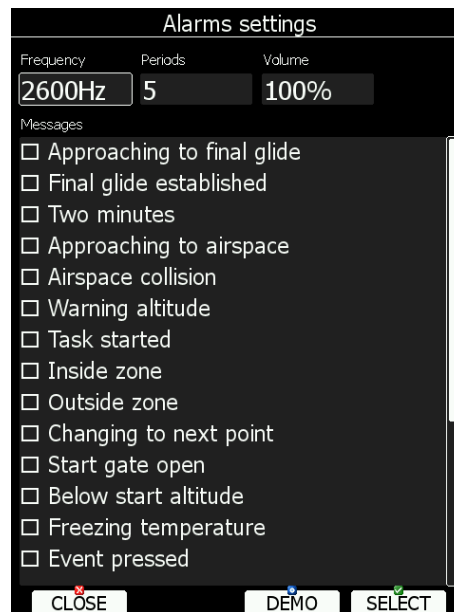 Alarms settings
Frequency Periods Volume
2600Hz 5 100%
Messages
Approaching to final glide
Final glide established
Two minutes
Approaching to airspace
Airspace collision
Warning altitude
Task started
Inside zone
Outside zone
Changing to next point
Start gate open
Below start altitude
Freezing temperature
Event pressed
CLOSE DEMO SELECT